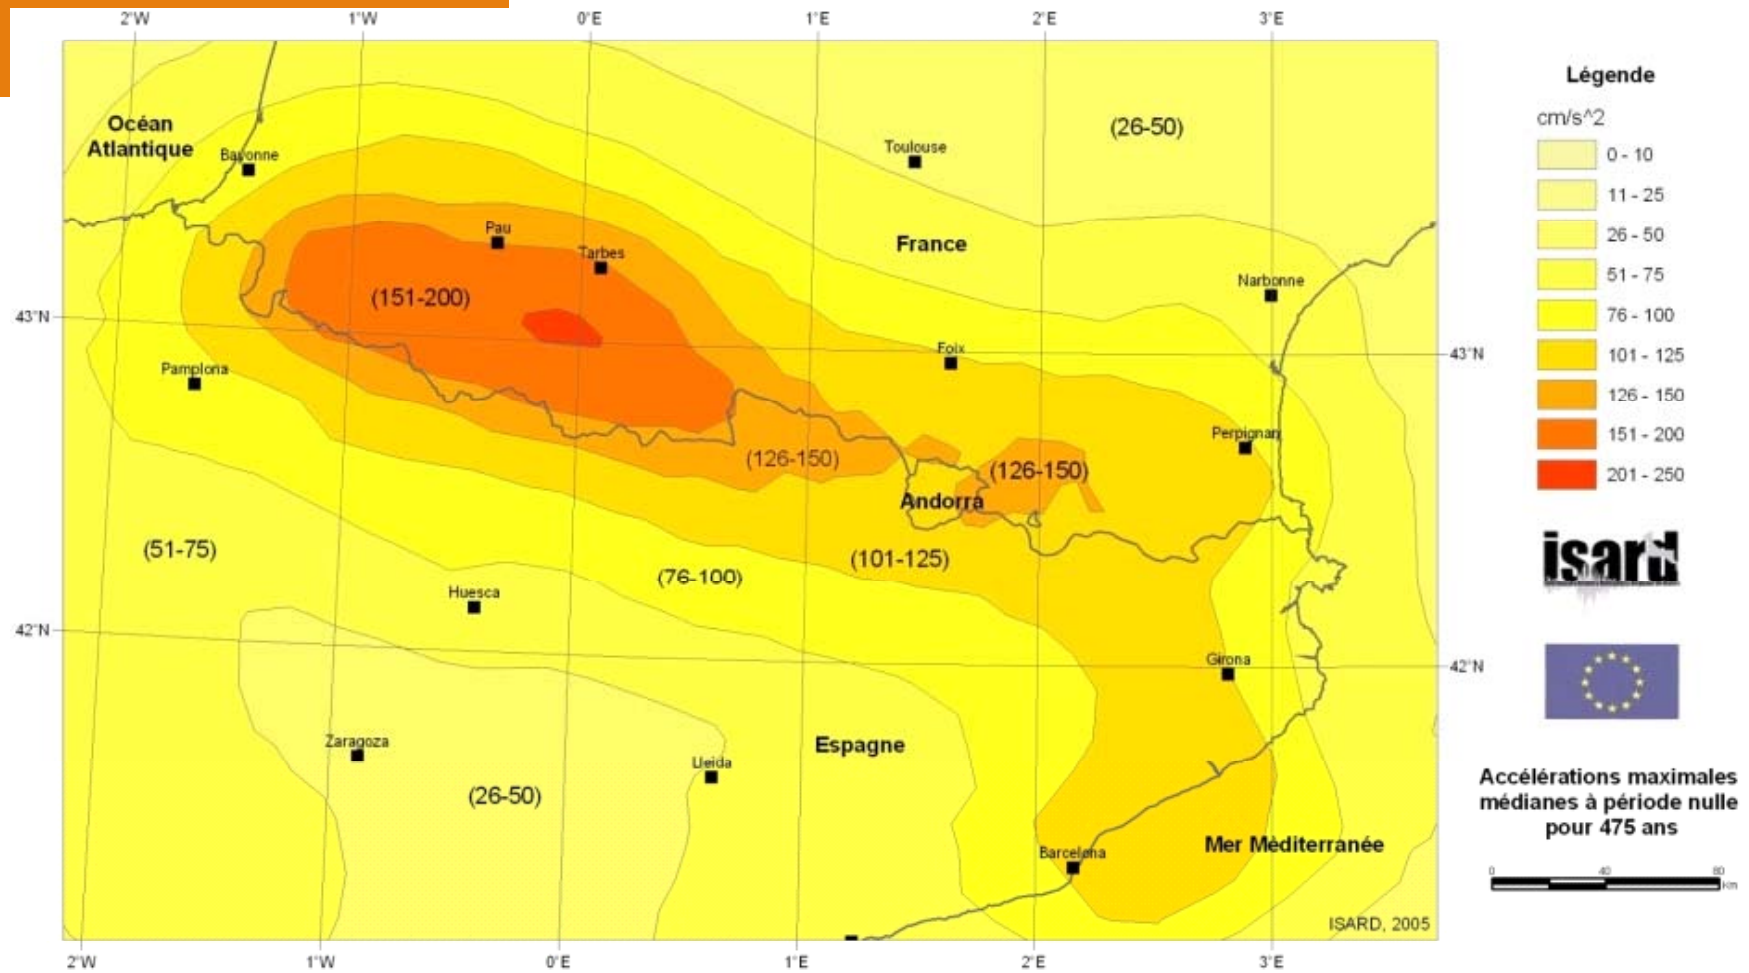 2°W 1°W 0°E 1°E 2°E 3°E
Océan
Atlantique
Bayonne
Toulouse
(26-50)
Pau
Tarbes
France
(151-200)
Narbonne
43°N
43°N
Pamplona
Foix
Perpignan
(126-150)
(126-150)
Andorra
(51-75)
(101-125)
(76-100)
Huesca
42°N
42°N
Girona
Zaragoza
Espagne
Lleida
(26-50)
Barcelona
Mer Mèditerranée
ISARD, 2005
2°W 1°W 0°E 1°E 2°E 3°E
Légende
cm/s^2
0 - 10
11 - 25
26 - 50
51 - 75
76 - 100
101 - 125
126 - 150
151 - 200
201 - 250
isard
Accélérations maximales
médianes à période nulle
pour 475 ans
0 40 80
Km